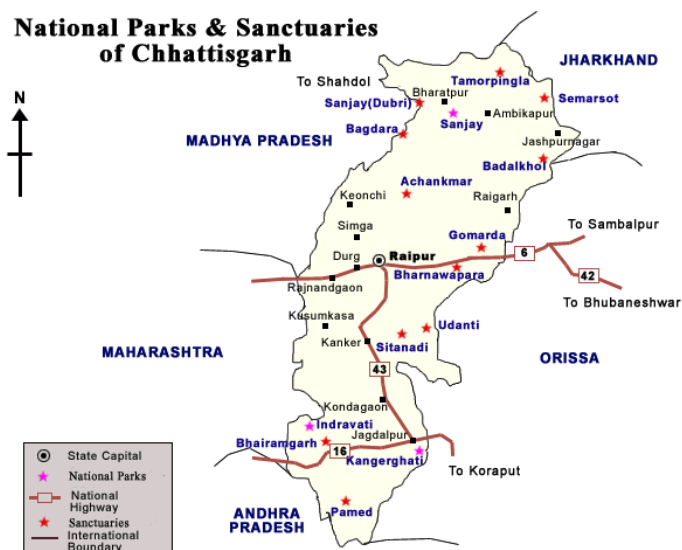 National Parks & Sanctuaries
of Chhattisgarh
JHARKHAND
To Shahdol
Tamorpingla
Bharatpur
Sanjay(Dubri)
Semarsot
N
Sanjay
Ambikapur
Bagdara
MADHYA PRADESH
Jashpurnagar
Badalkhol
Achankmar
Keonchi
Raigarh
Simga
To Sambalpur
Gomarda
Durg
Raipur
6
Bharnawapara
42
Rajnandgaon
To Bhubaneshwar
Kusumkasa
Udanti
Sitanadi
Kanker
MAHARASHTRA
ORISSA
43
Kondagaon
Indravati
Jagdalpur
Bhairamgarh
16
Kangerghati
To Koraput
Pamed
ANDHRA
PRADESH
State Capital
National Parks
National
Highway
Sanctuaries
International
Boundary